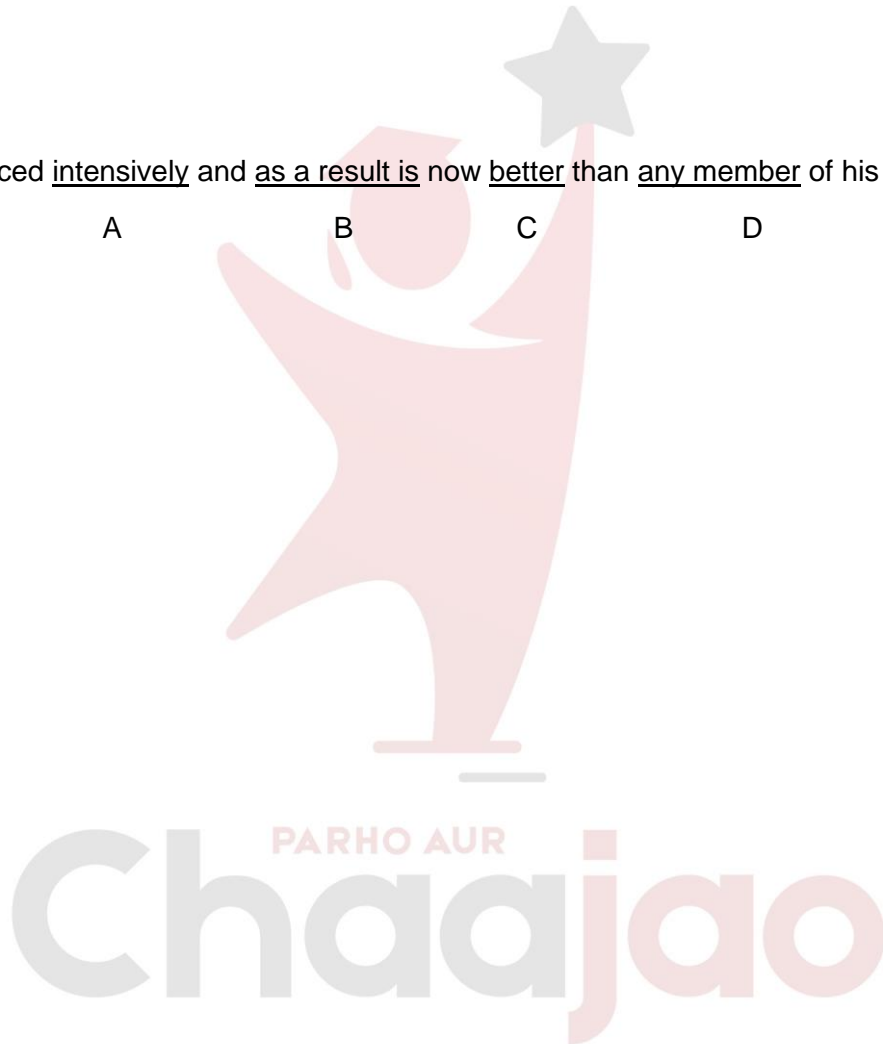 ced intensively and as a result is now better than any member of his
A B C D
PARHO AUR
Chaajao